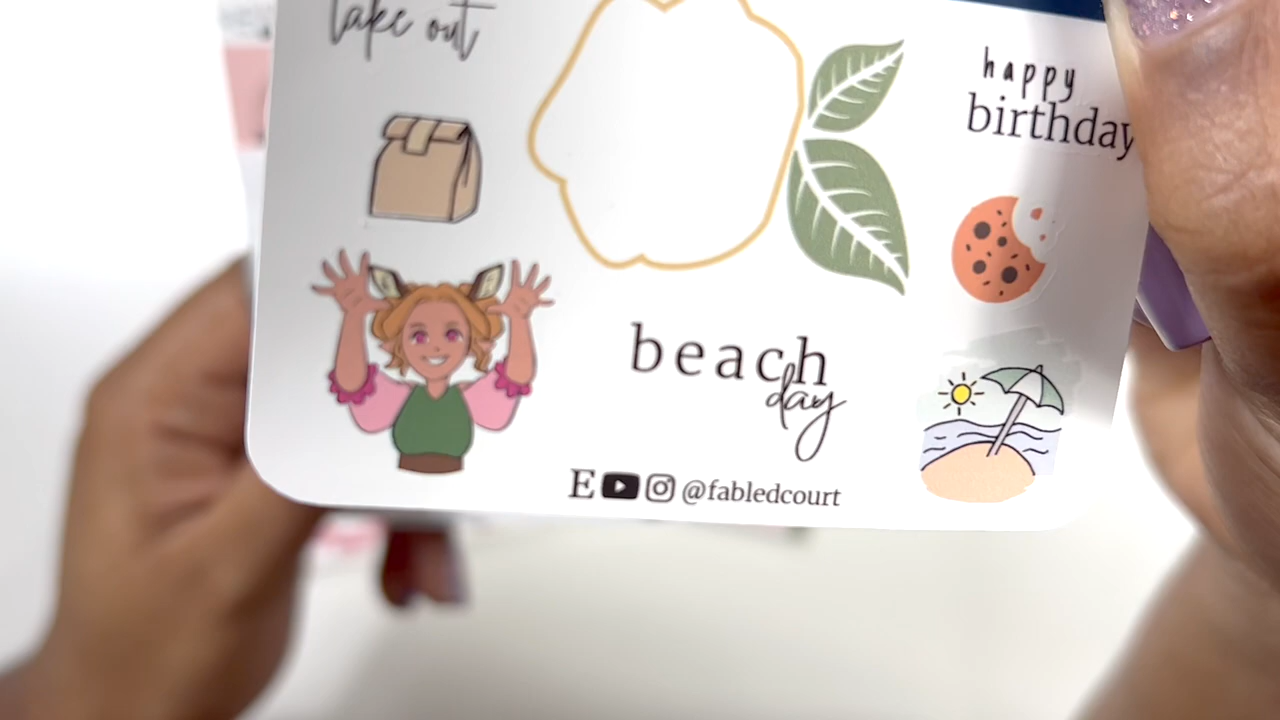 take out
happy
birthday
beach
day
E @fabledcourt